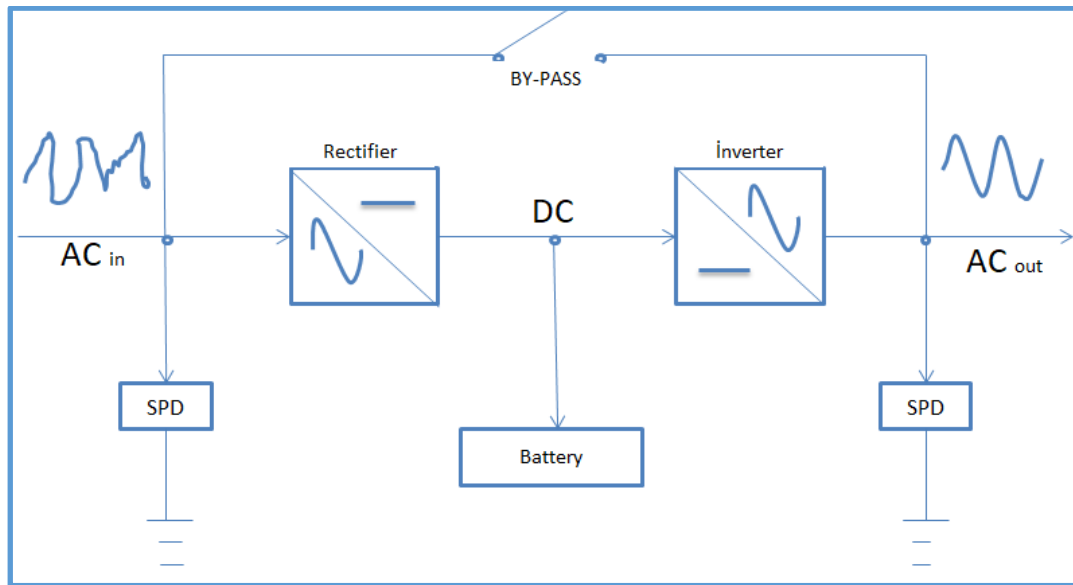 BY-PASS
Rectifier
İnverter
DC
AC in
AC out
SPD
SPD
Battery